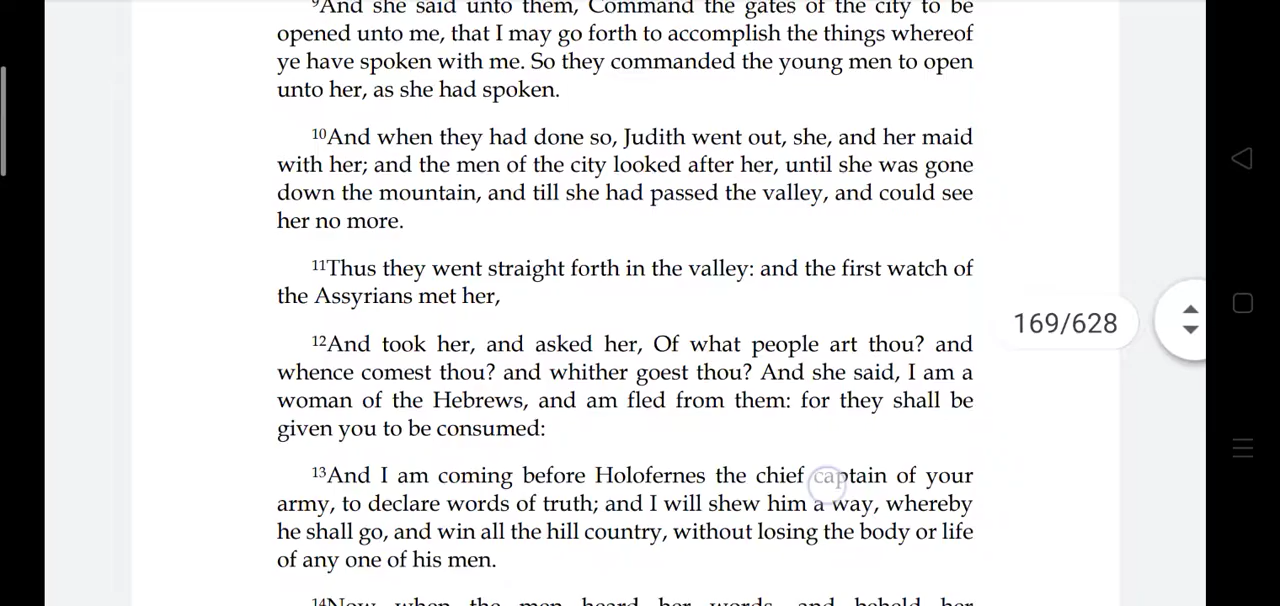 9And she said unto them, Command the gates of the city to be
opened unto me, that I may go forth to accomplish the things whereof
ye have spoken with me. So they commanded the young men to open
unto her, as she had spoken.
10And when they had done so, Judith went out, she, and her maid
with her; and the men of the city looked after her, until she was gone
down the mountain, and till she had passed the valley, and could see
her no more.
11Thus they went straight forth in the valley: and the first watch of
the Assyrians met her,
169/628
12And took her, and asked her, Of what people art thou? and
whence comest thou? and whither goest thou? And she said, I am a
woman of the Hebrews, and am fled from them: for they shall be
given you to be consumed:
13And I am coming before Holofernes the chief captain of your
army, to declare words of truth; and I will shew him a way, whereby
he shall go, and win all the hill country, without losing the body or life
of any one of his men.
14Now when the men heard her words, and beheld her